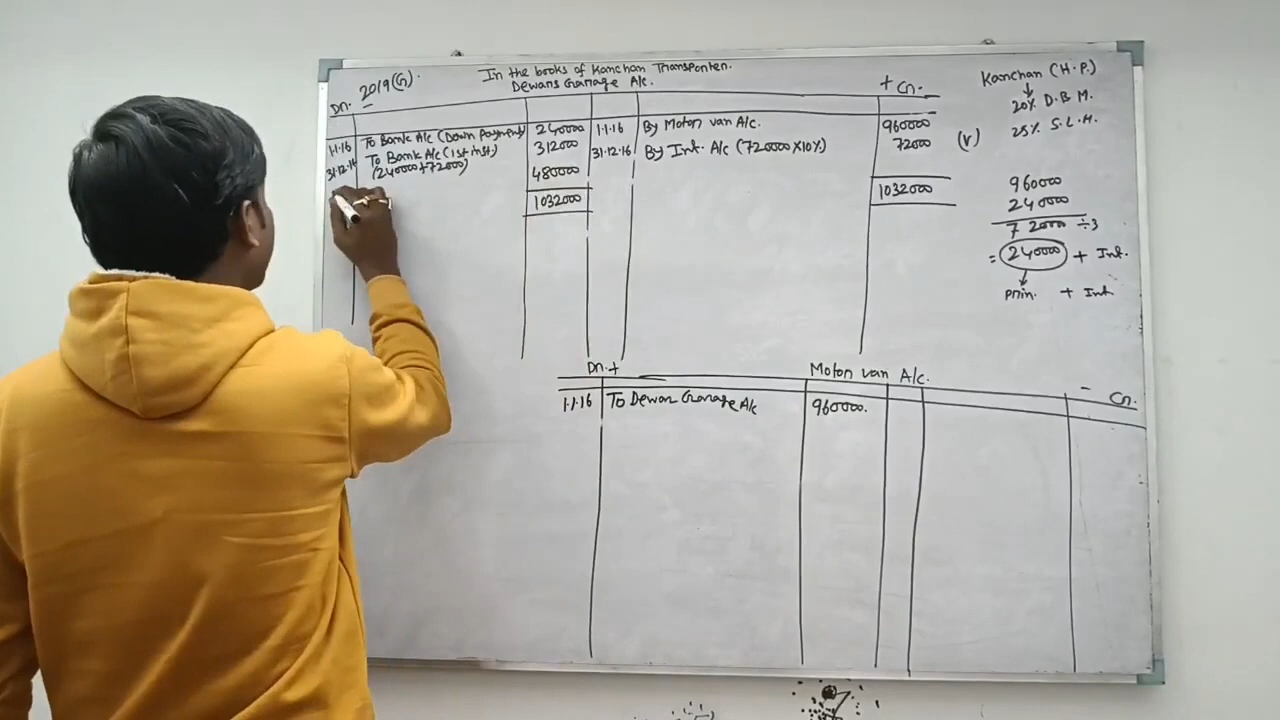 2019(G).
In the books of Kanchan Transporter.
Dewans Garage A/c.
Dr.
+ Cr.
1.1.16 To Bank A/c (Down Payment) 240000 1.1.16 By Motor van A/c. 960000
31.12.16 To Bank A/c (1st inst) 312000 31.12.16 By Int. A/c (720000 X 10%) 72000
(240000+72000)
480000
1032000 1032000
Kanchan (H.P.)
↓
20% D.B M.
25% S.L.M.
(V)
960000
240000
72000 ÷3
= 240000 + Int.
↓
Prin. + Int
Motor van A/c.
Dr. +
- Cr.
1.1.16 To Dewan Garage A/c 960000.